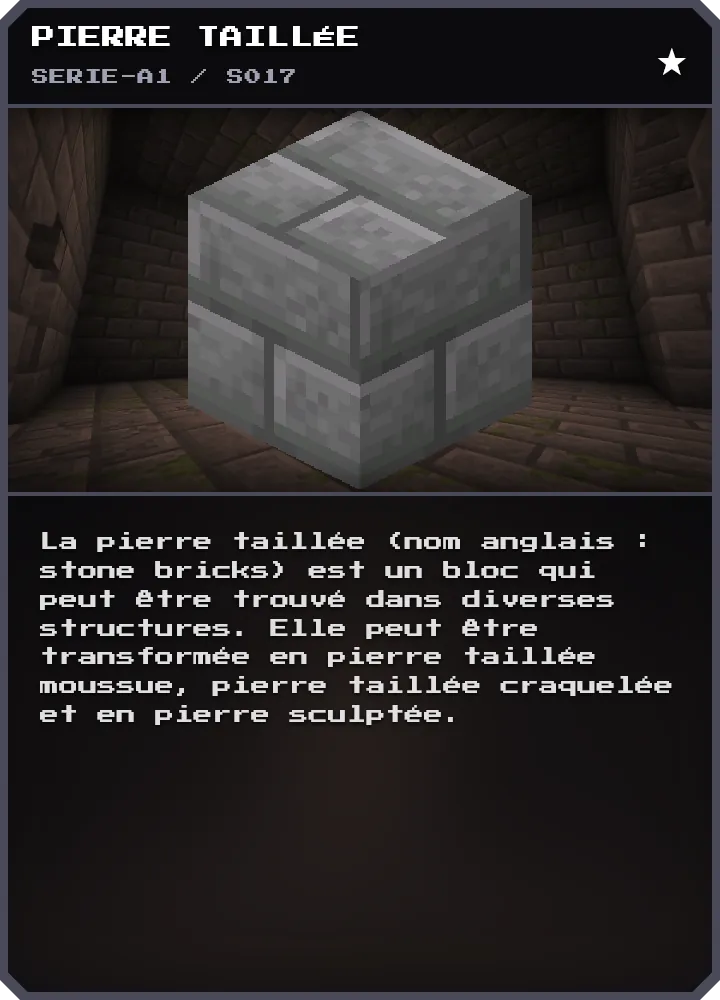 PIERRE TAILLéE
SERIE-A1 / S017
La pierre taillée (nom anglais :
stone bricks) est un bloc qui
peut être trouvé dans diverses
structures. Elle peut être
transformée en pierre taillée
moussue, pierre taillée craquelée
et en pierre sculptée.